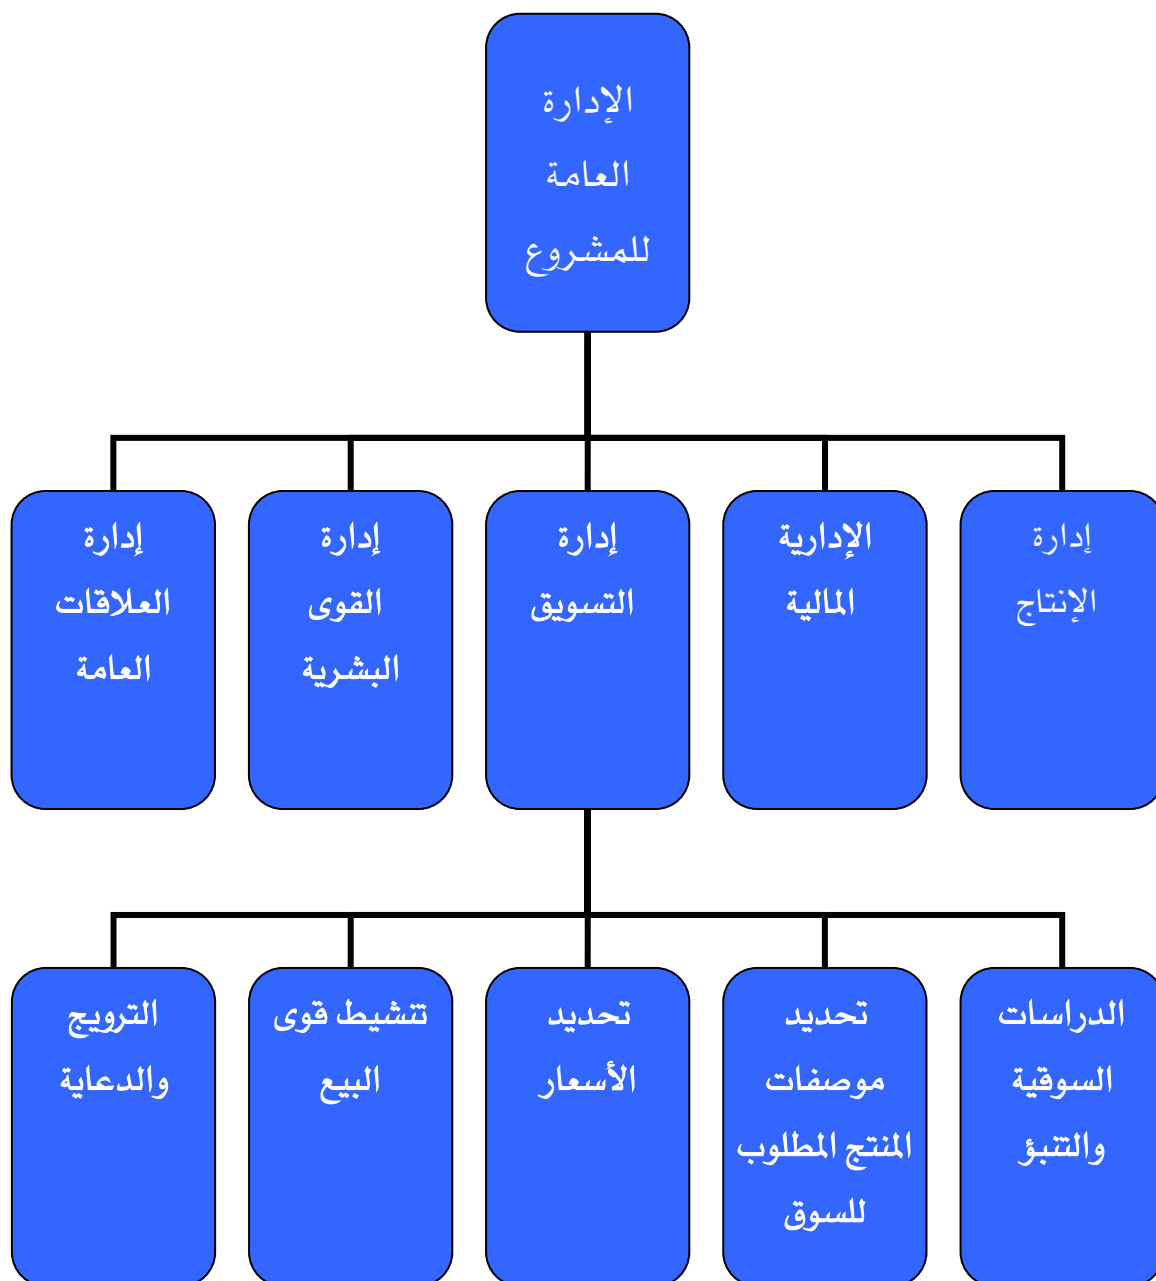 الإدارة
العامة
للمشروع
إدارة
الإنتاج
الإدارية
المالية
إدارة
التسويق
إدارة
القوى
البشرية
إدارة
العلاقات
العامة
الدراسات
السوقية
والتنبؤ
تحديد
موصفات
المنتج المطلوب
للسوق
تحديد
الأسعار
تنشيط قوى
البيع
الترويج
والدعاية